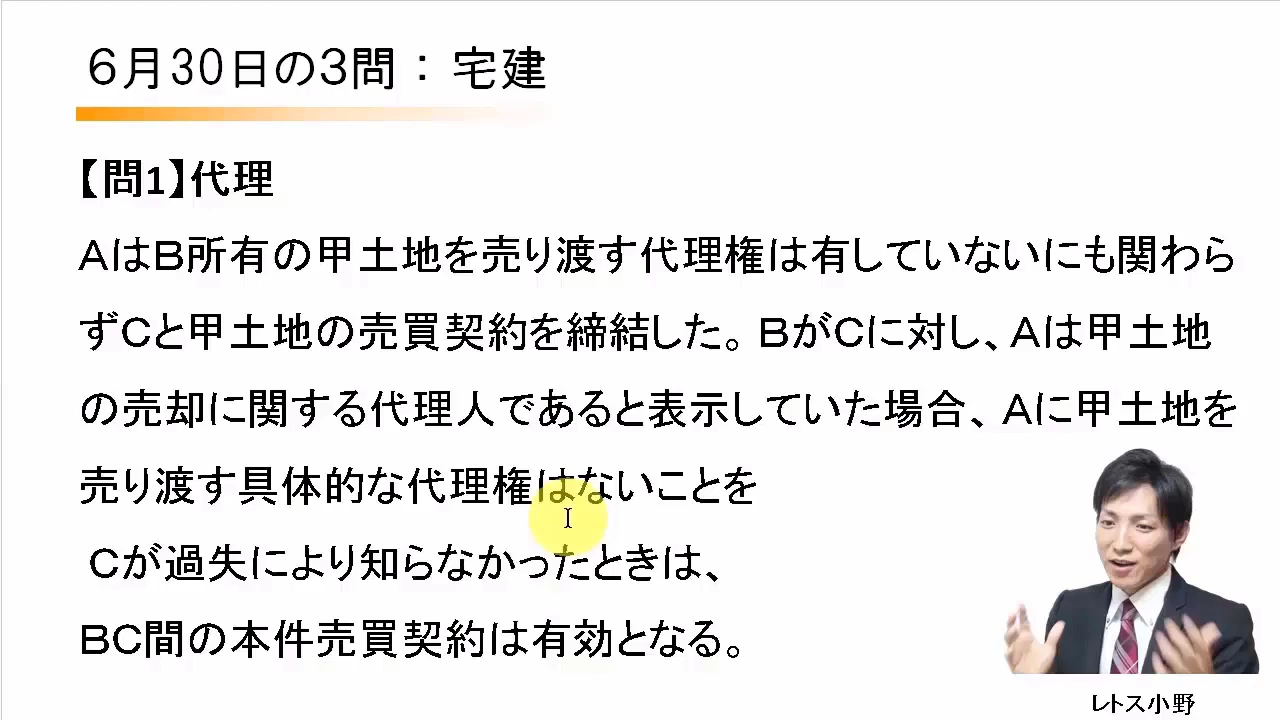 ６月30日の３問：宅建
【問1】代理
ＡはＢ所有の甲土地を売り渡す代理権は有していないにも関わら
ずＣと甲土地の売買契約を締結した。ＢがＣに対し、Ａは甲土地
の売却に関する代理人であると表示していた場合、Ａに甲土地を
売り渡す具体的な代理権はないことを
Ｃが過失により知らなかったときは、
ＢＣ間の本件売買契約は有効となる。
レトス小野